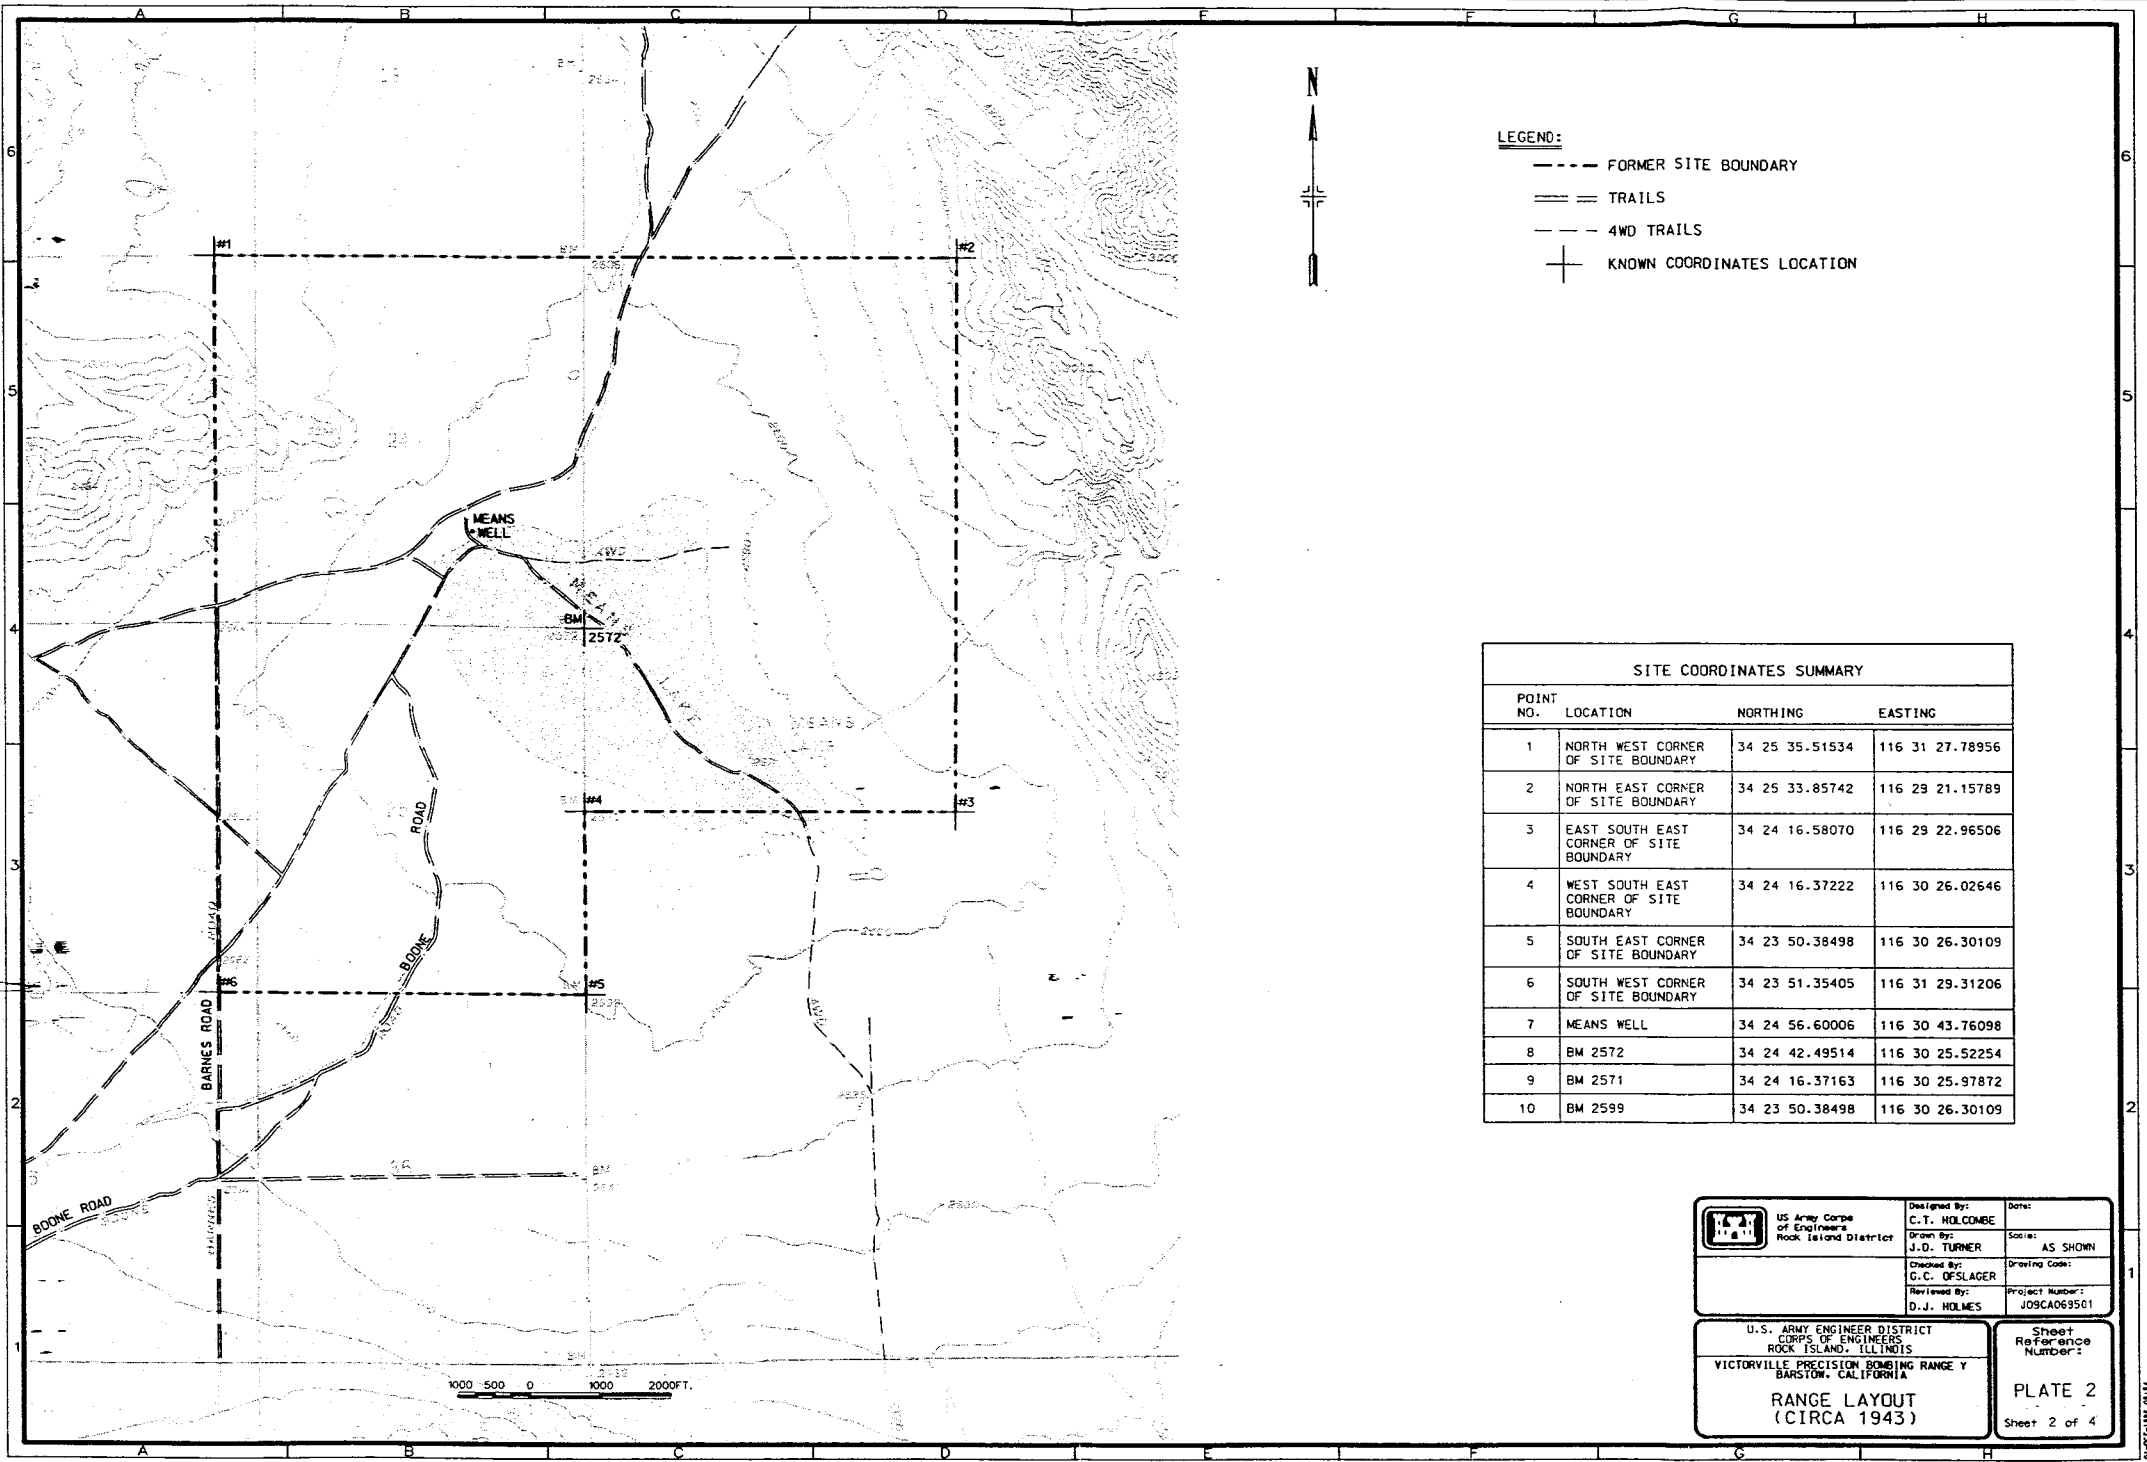 A B C D E F G H
6
5
4
3
2
1
N
LEGEND:
FORMER SITE BOUNDARY
TRAILS
4WD TRAILS
KNOWN COORDINATES LOCATION
#1
#2
MEANS
WELL
4WD
BM
2572
MEANS
LAKE
#4
#3
ROAD
BOONE
#6
#5
BARNES ROAD
BOONE ROAD
BOONE
1000 500 0 1000 2000FT.
SITE COORDINATES SUMMARY
POINT
NO. LOCATION NORTHING EASTING
1 NORTH WEST CORNER 34 25 35.51534 116 31 27.78956
OF SITE BOUNDARY
2 NORTH EAST CORNER 34 25 33.85742 116 29 21.15789
OF SITE BOUNDARY
3 EAST SOUTH EAST 34 24 16.58070 116 29 22.96506
CORNER OF SITE
BOUNDARY
4 WEST SOUTH EAST 34 24 16.37222 116 30 26.02646
CORNER OF SITE
BOUNDARY
5 SOUTH EAST CORNER 34 23 50.38498 116 30 26.30109
OF SITE BOUNDARY
6 SOUTH WEST CORNER 34 23 51.35405 116 31 29.31206
OF SITE BOUNDARY
7 MEANS WELL 34 24 56.60006 116 30 43.76098
8 BM 2572 34 24 42.49514 116 30 25.52254
9 BM 2571 34 24 16.37163 116 30 25.97872
10 BM 2599 34 23 50.38498 116 30 26.30109
US Army Corps
of Engineers
Rock Island District
Designed By:
C.T. HOLCOMBE
Date:
Drawn By:
J.D. TURNER
Scale:
AS SHOWN
Checked By:
G.C. OFSLAGER
Drawing Code:
Reviewed By:
D.J. HOLMES
Project Number:
J09CA069501
U.S. ARMY ENGINEER DISTRICT
CORPS OF ENGINEERS
ROCK ISLAND, ILLINOIS
VICTORVILLE PRECISION BOMBING RANGE Y
BARSTOW, CALIFORNIA
RANGE LAYOUT
(CIRCA 1943)
Sheet
Reference
Number:
PLATE 2
Sheet 2 of 4
A B C D E F G H